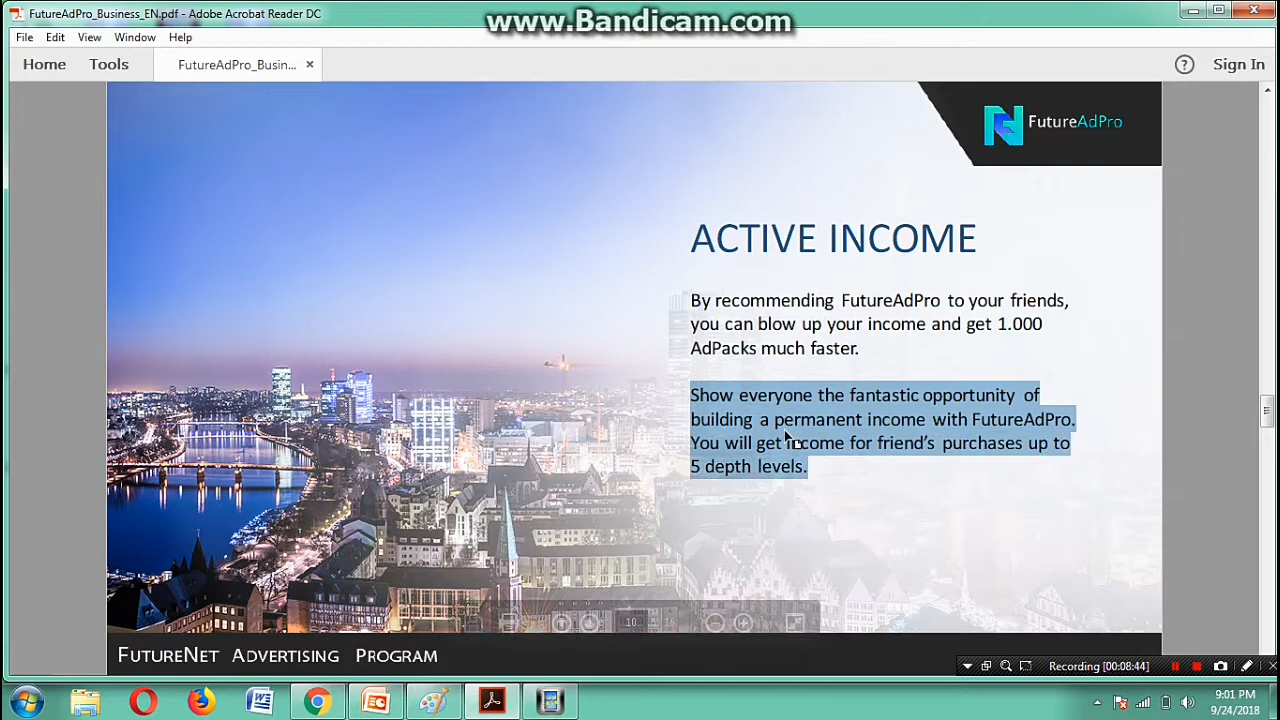 FutureAdPro_Business_EN.pdf - Adobe Acrobat Reader DC
www.Bandicam.com
File Edit View Window Help
Home Tools FutureAdPro_Busin... × ? Sign In
FutureAdPro
ACTIVE INCOME
By recommending FutureAdPro to your friends,
you can blow up your income and get 1.000
AdPacks much faster.
Show everyone the fantastic opportunity of
building a permanent income with FutureAdPro.
You will get income for friend's purchases up to
5 depth levels.
10 16
FUTURENET ADVERTISING PROGRAM
Recording [00:08:44]
9:01 PM
9/24/2018